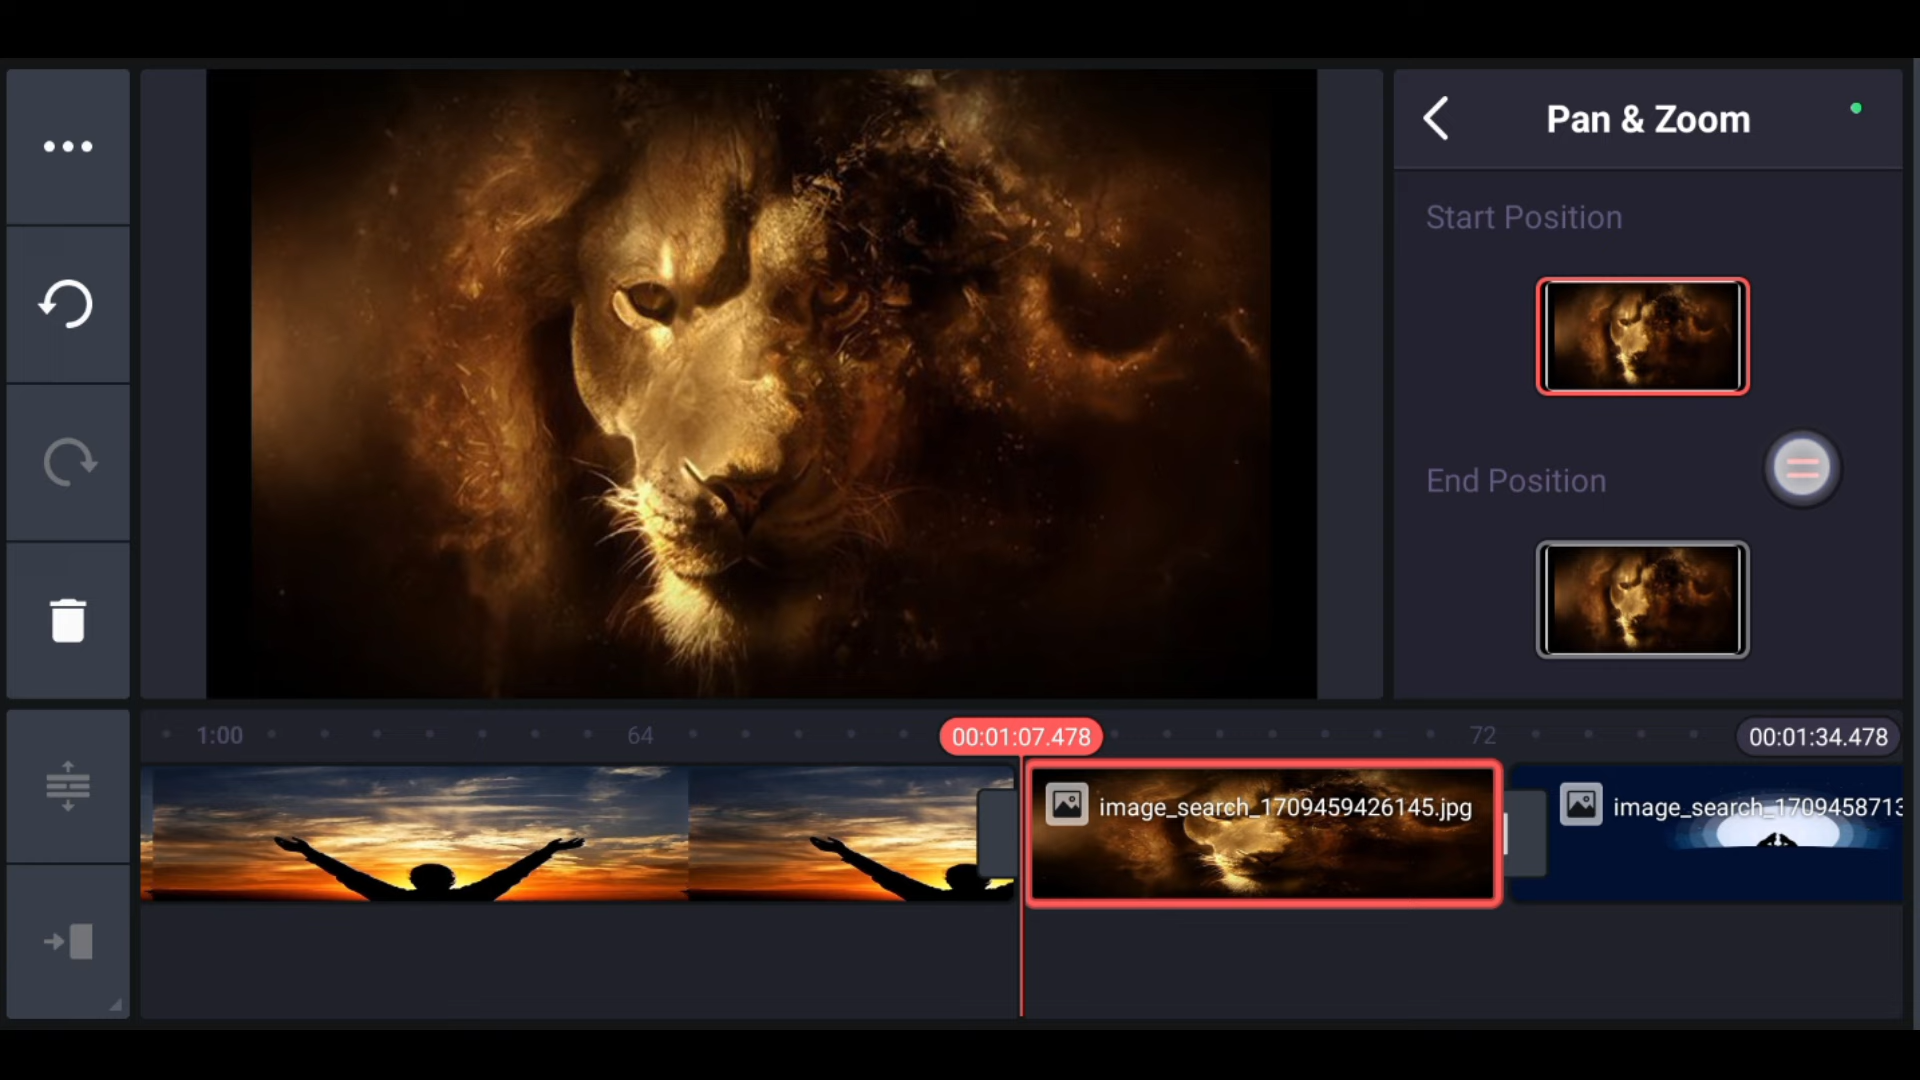 Pan & Zoom
Start Position
End Position
1:00
64
00:01:07.478
72
00:01:34.478
image_search_1709459426145.jpg
image_search_1709458713